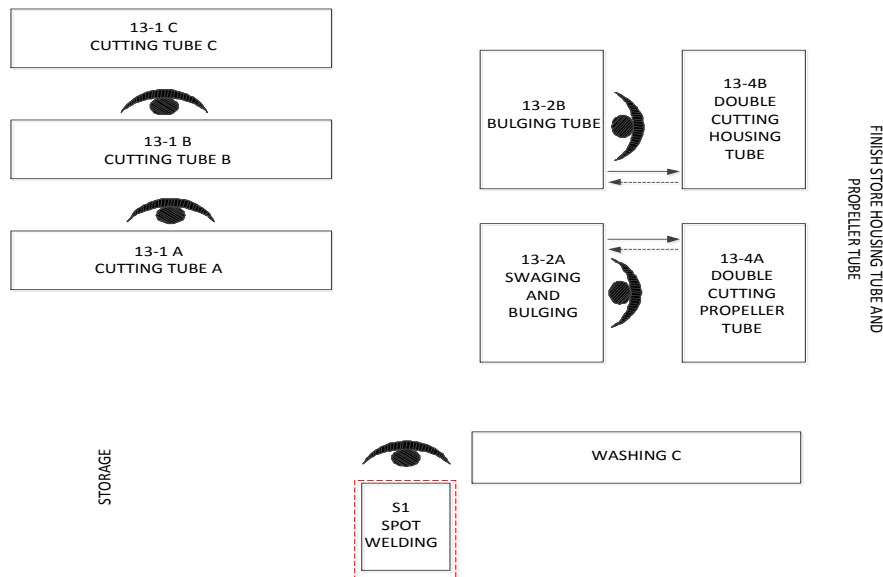 13-1 C
CUTTING TUBE C
13-1 B
CUTTING TUBE B
13-1 A
CUTTING TUBE A
13-2B
BULGING TUBE
13-4B
DOUBLE
CUTTING
HOUSING
TUBE
13-2A
SWAGING
AND
BULGING
13-4A
DOUBLE
CUTTING
PROPELLER
TUBE
FINISH STORE HOUSING TUBE AND
PROPELLER TUBE
STORAGE
WASHING C
S1
SPOT
WELDING